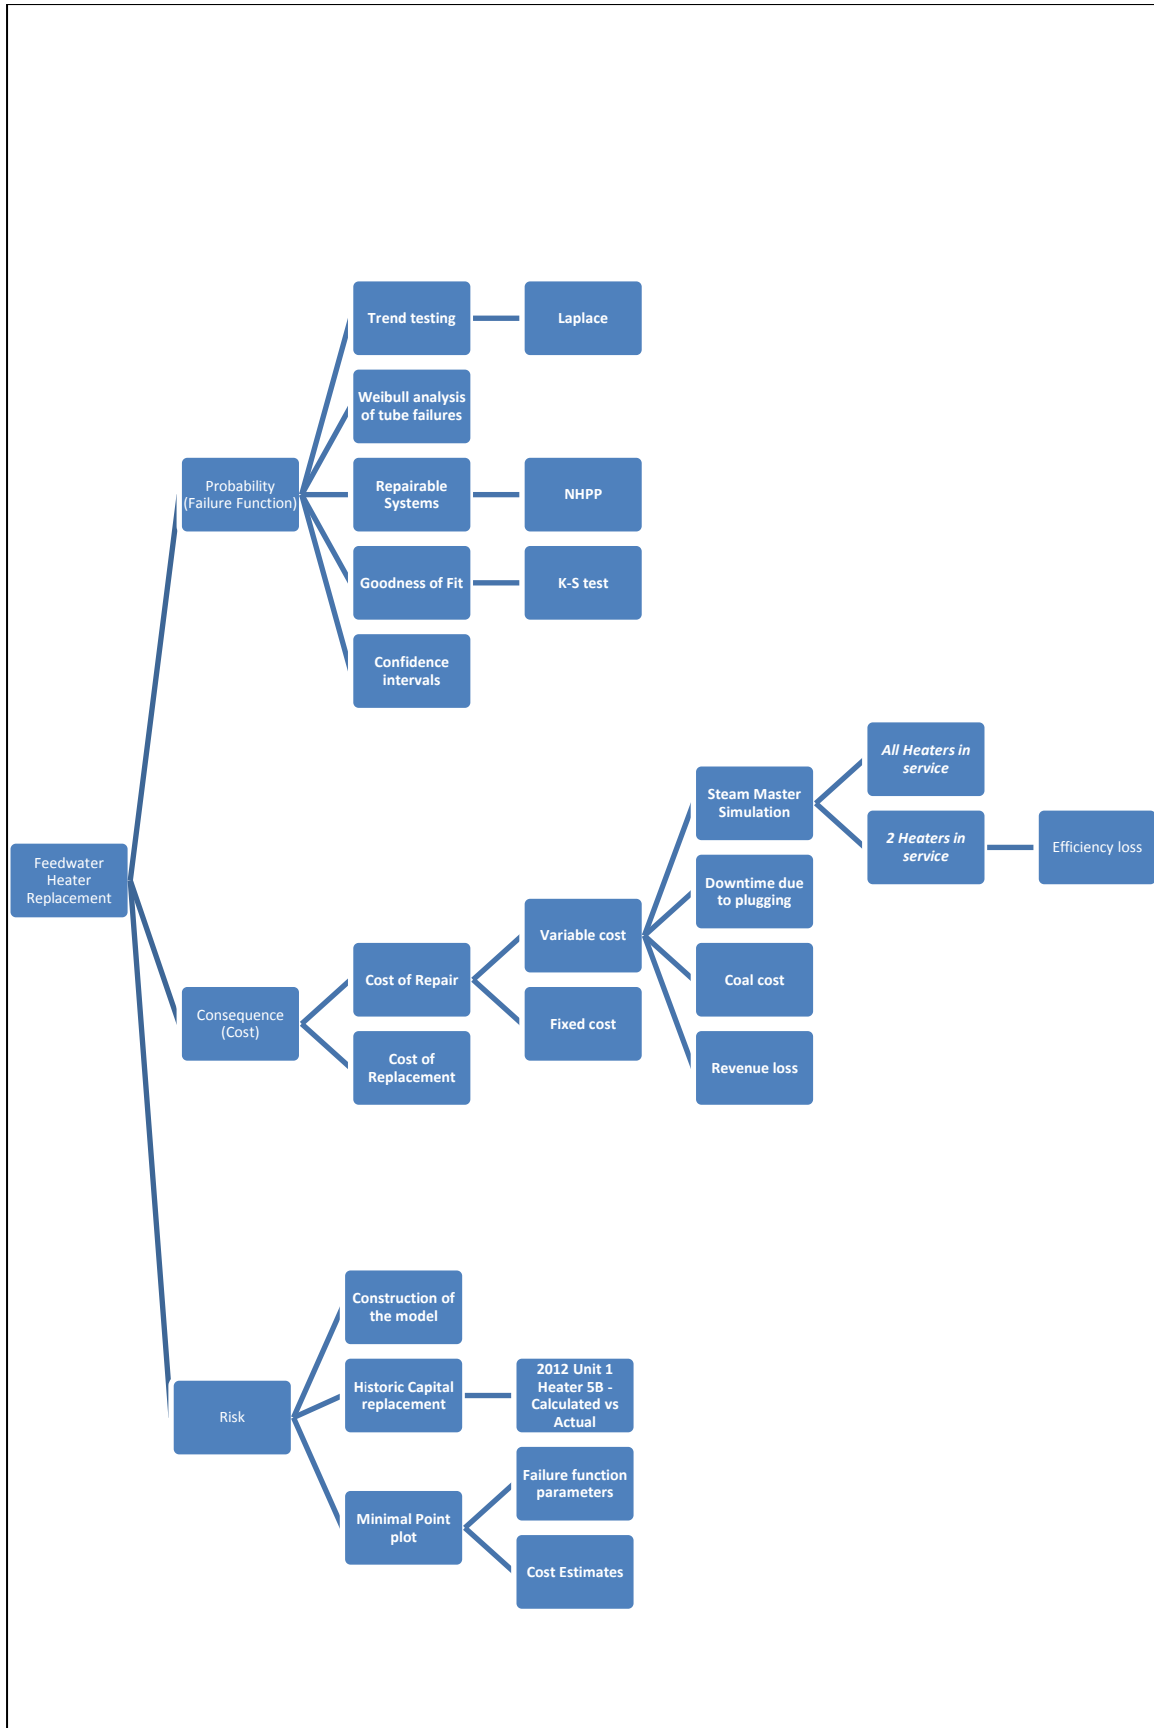 Trend testing
Laplace
Weibull analysis
of tube failures
Probability
(Failure Function)
Repairable
Systems
NHPP
Goodness of Fit
K-S test
Confidence
intervals
All Heaters in
service
Steam Master
Simulation
2 Heaters in
service
Efficiency loss
Feedwater
Heater
Replacement
Downtime due
to plugging
Variable cost
Cost of Repair
Coal cost
Consequence
(Cost)
Fixed cost
Cost of
Replacement
Revenue loss
Construction of
the model
Historic Capital
replacement
2012 Unit 1
Heater 5B -
Calculated vs
Actual
Risk
Failure function
parameters
Minimal Point
plot
Cost Estimates